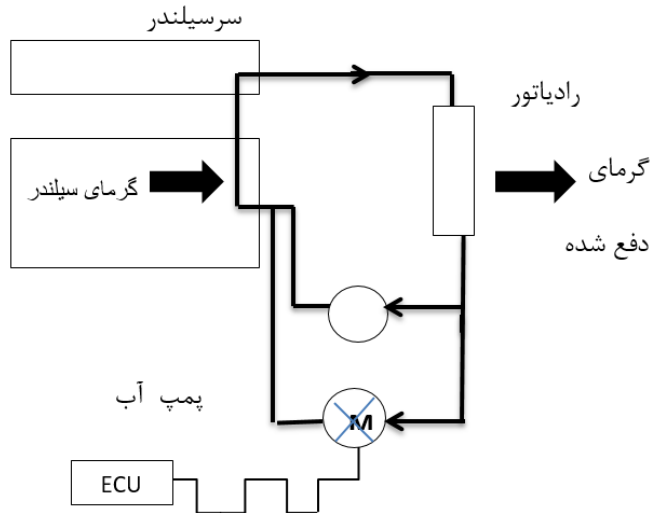 سرسیلندر
رادیاتور
گرمای سیلندر
گرمای
دفع شده
پمپ آب
M
ECU